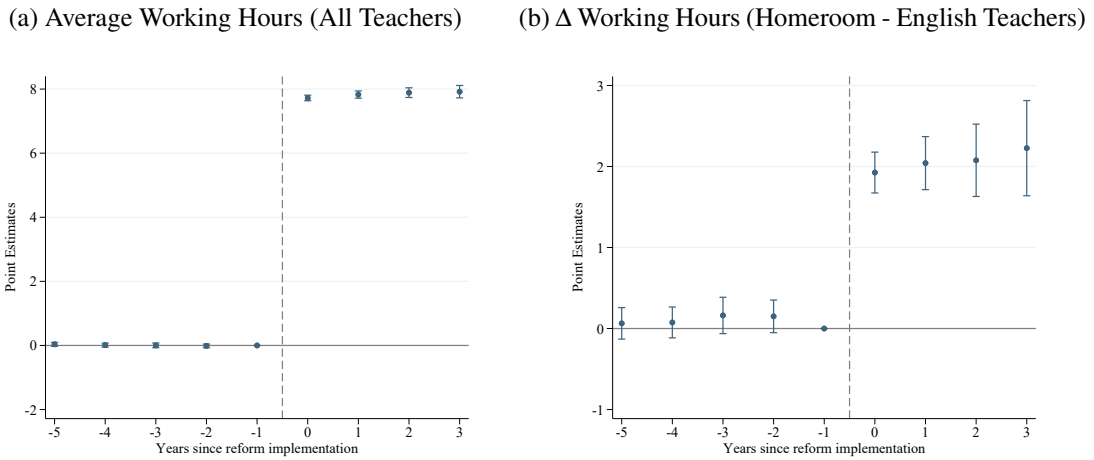 (a) Average Working Hours (All Teachers)
8
6
4
2
0
-2
Point Estimates
-5 -4 -3 -2 -1 0 1 2 3
Years since reform implementation
(b) Δ Working Hours (Homeroom - English Teachers)
3
2
1
0
-1
Point Estimates
-5 -4 -3 -2 -1 0 1 2 3
Years since reform implementation